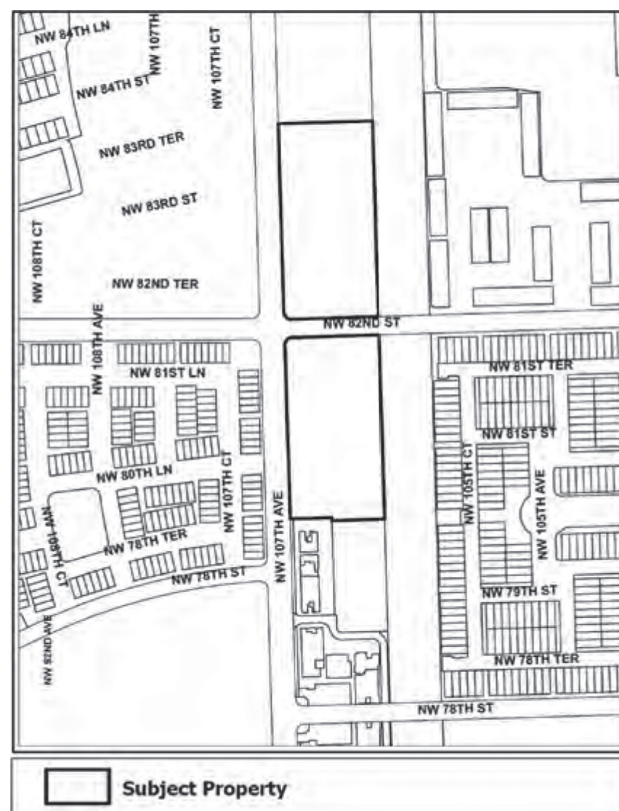 NW 84TH LN
NW 107TH
NW 107TH CT
NW 84TH ST
NW 83RD TER
NW 83RD ST
NW 108TH CT
NW 82ND TER
NW 82ND ST
NW 108TH AVE
NW 81ST LN
NW 81ST TER
NW 81ST ST
NW 80TH LN
NW 107TH CT
NW 105TH CT
NW 105TH AVE
NW 107TH AVE
NW 78TH TER
NW 108TH CT
NW 78TH ST
NW 79TH ST
NW 92ND AVE
NW 78TH TER
NW 78TH ST
Subject Property